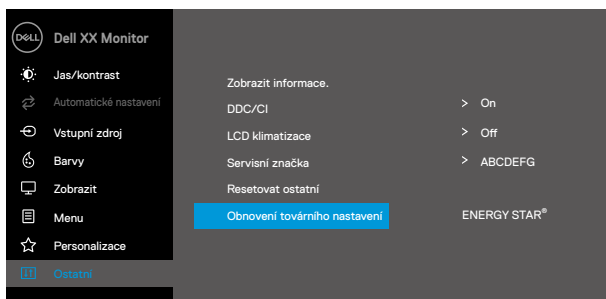 DELL
Dell XX Monitor
Jas/kontrast
Automatické nastavení
Vstupní zdroj
Barvy
Zobrazit
Menu
Personalizace
Ostatní
Zobrazit informace.
DDC/CI > On
LCD klimatizace > Off
Servisní značka > ABCDEFG
Resetovat ostatní
Obnovení továrního nastavení ENERGY STAR®